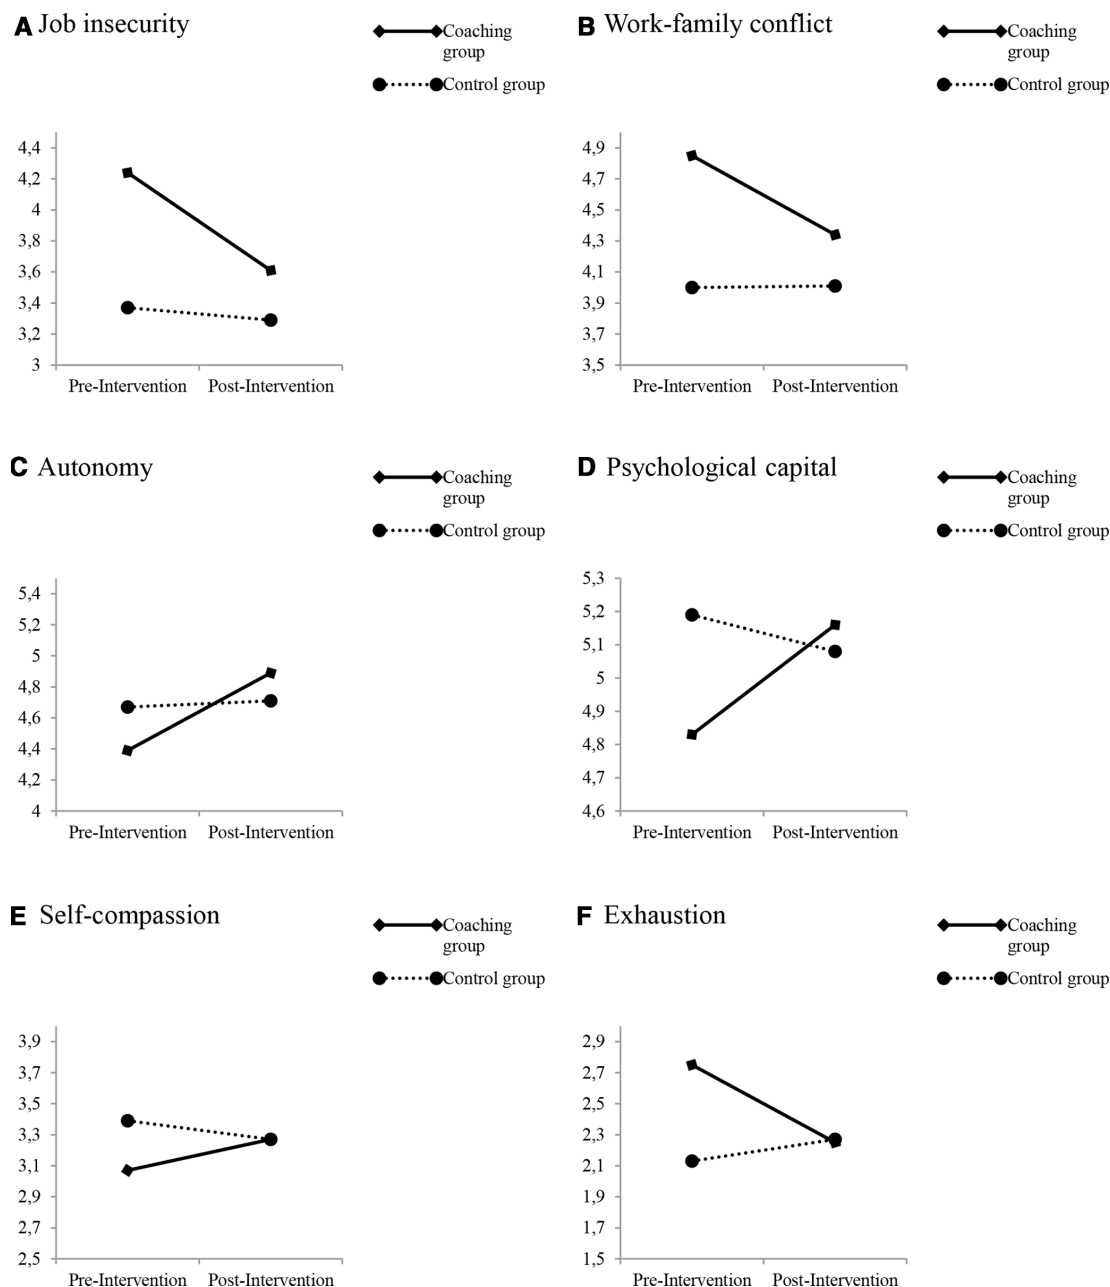 A Job insecurity
Coaching
group
Control group
4,4
4,2
4
3,8
3,6
3,4
3,2
3
Pre-Intervention Post-Intervention
B Work-family conflict
Coaching
group
Control group
4,9
4,7
4,5
4,3
4,1
3,9
3,7
3,5
Pre-Intervention Post-Intervention
C Autonomy
Coaching
group
Control group
5,4
5,2
5
4,8
4,6
4,4
4,2
4
Pre-Intervention Post-Intervention
D Psychological capital
Coaching
group
Control group
5,3
5,2
5,1
5
4,9
4,8
4,7
4,6
Pre-Intervention Post-Intervention
E Self-compassion
Coaching
group
Control group
3,9
3,7
3,5
3,3
3,1
2,9
2,7
2,5
Pre-Intervention Post-Intervention
F Exhaustion
Coaching
group
Control group
2,9
2,7
2,5
2,3
2,1
1,9
1,7
1,5
Pre-Intervention Post-Intervention